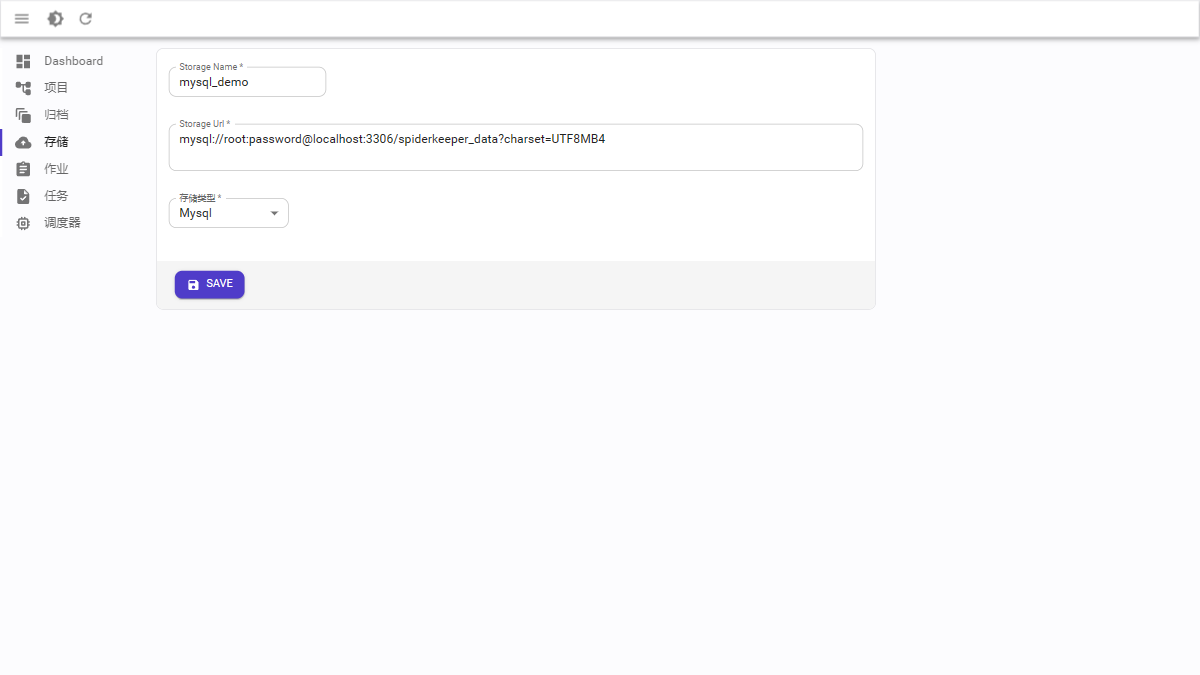 Dashboard
项目
归档
存储
作业
任务
调度器
Storage Name *
mysql_demo
Storage Url *
mysql://root:password@localhost:3306/spiderkeeper_data?charset=UTF8MB4
存储类型 *
Mysql
SAVE